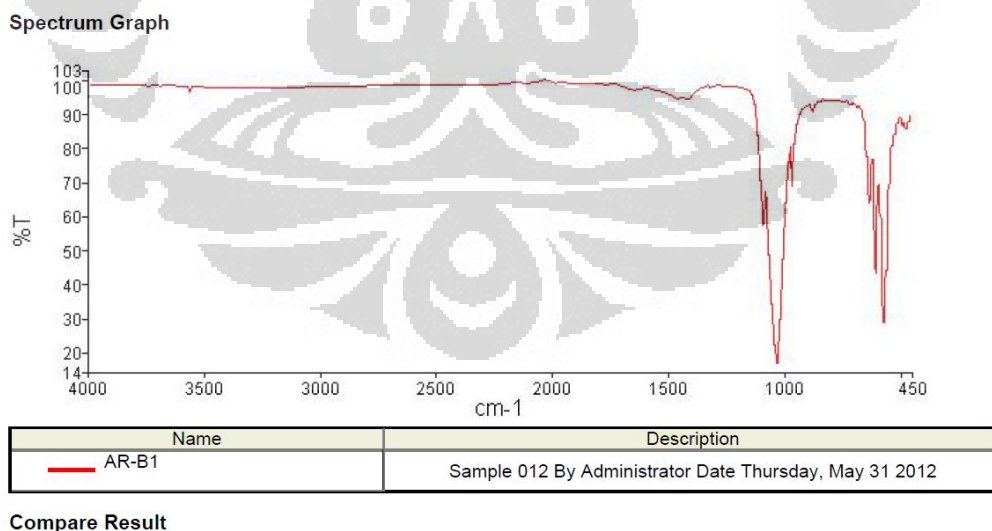 Spectrum Graph
103
100
90
80
70
60
50
40
30
20
14
%T
4000 3500 3000 2500 2000 1500 1000 450
cm-1
Name Description
AR-B1 Sample 012 By Administrator Date Thursday, May 31 2012
Compare Result